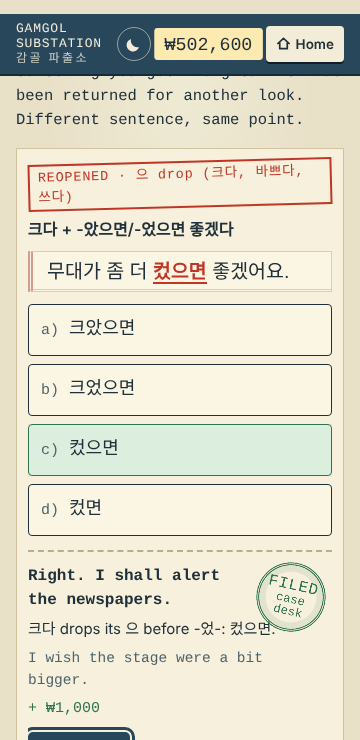 GAMGOL
SUBSTATION
감골 파출소
₩502,600
Home
been returned for another look.
Different sentence, same point.
REOPENED · 으 drop (크다, 바쁘다,
쓰다)
크다 + -았으면/-었으면 좋겠다
무대가 좀 더 컸으면 좋겠어요.
a) 크았으면
b) 크었으면
c) 컸으면
d) 컸면
Right. I shall alert
the newspapers.
FILED
case
desk
크다 drops its 으 before -었-: 컸으면.
I wish the stage were a bit
bigger.
+ ₩1,000